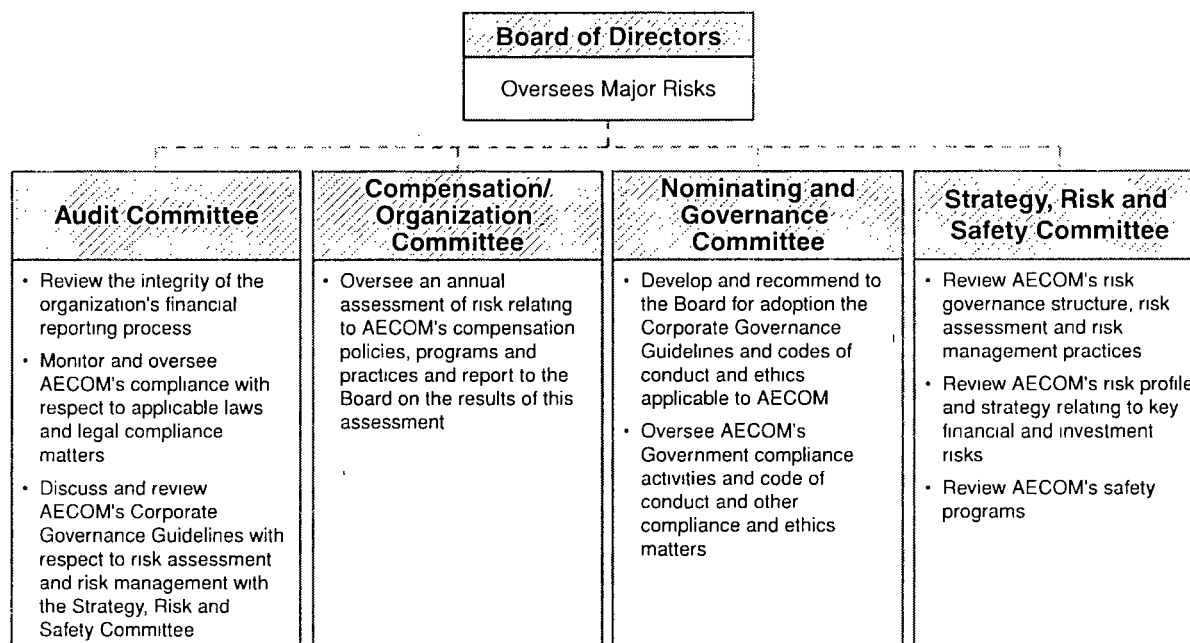 Board of Directors
Oversees Major Risks
Audit Committee
• Review the integrity of the
organization's financial
reporting process
• Monitor and oversee
AECOM's compliance with
respect to applicable laws
and legal compliance
matters
• Discuss and review
AECOM's Corporate
Governance Guidelines with
respect to risk assessment
and risk management with
the Strategy, Risk and
Safety Committee
Compensation/
Organization
Committee
• Oversee an annual
assessment of risk relating
to AECOM's compensation
policies, programs and
practices and report to the
Board on the results of this
assessment
Nominating and
Governance
Committee
• Develop and recommend to
the Board for adoption the
Corporate Governance
Guidelines and codes of
conduct and ethics
applicable to AECOM
• Oversee AECOM's
Government compliance
activities and code of
conduct and other
compliance and ethics
matters
Strategy, Risk and
Safety Committee
• Review AECOM's risk
governance structure, risk
assessment and risk
management practices
• Review AECOM's risk profile
and strategy relating to key
financial and investment
risks
• Review AECOM's safety
programs